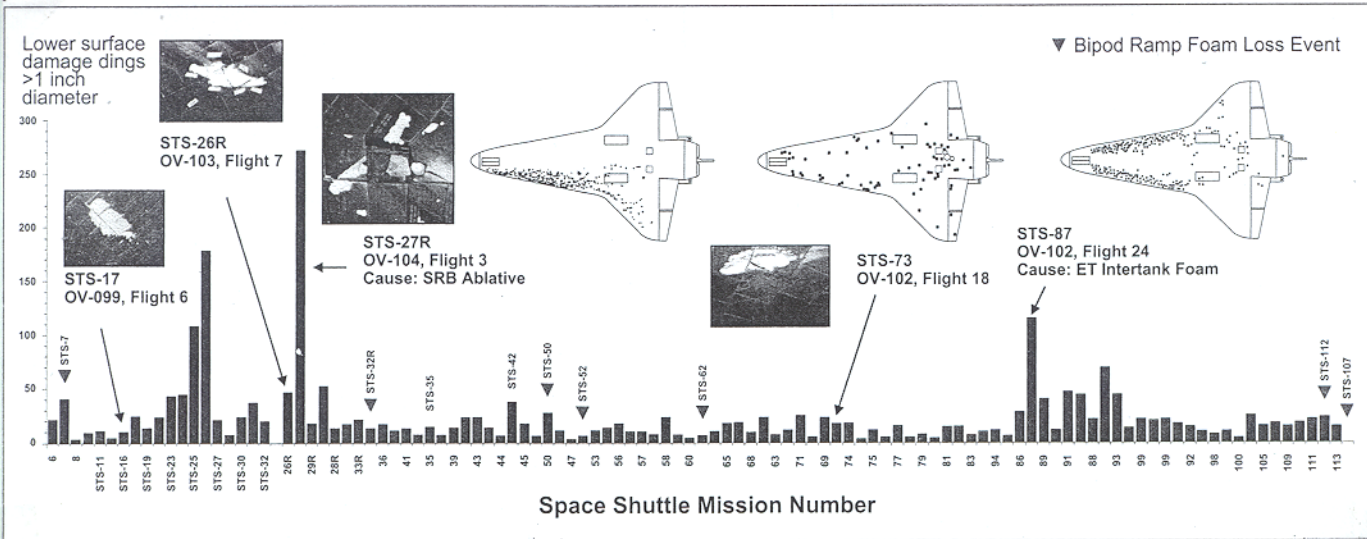 Lower surface
damage dings
>1 inch
diameter
▼ Bipod Ramp Foam Loss Event
STS-26R
OV-103, Flight 7
STS-17
OV-099, Flight 6
STS-27R
OV-104, Flight 3
Cause: SRB Ablative
STS-73
OV-102, Flight 18
STS-87
OV-102, Flight 24
Cause: ET Intertank Foam
300
250
200
150
100
50
0
STS-7
STS-32R
STS-35
STS-42
STS-50
STS-52
STS-62
STS-112
STS-107
6
8
STS-11
STS-16
STS-19
STS-23
STS-25
STS-27
STS-30
STS-32
26R
29R
28R
33R
36
41
35
39
43
44
45
50
47
53
56
57
58
60
62
65
68
63
71
69
74
75
77
79
81
83
94
86
89
91
88
93
99
92
98
100
105
109
111
113
Space Shuttle Mission Number